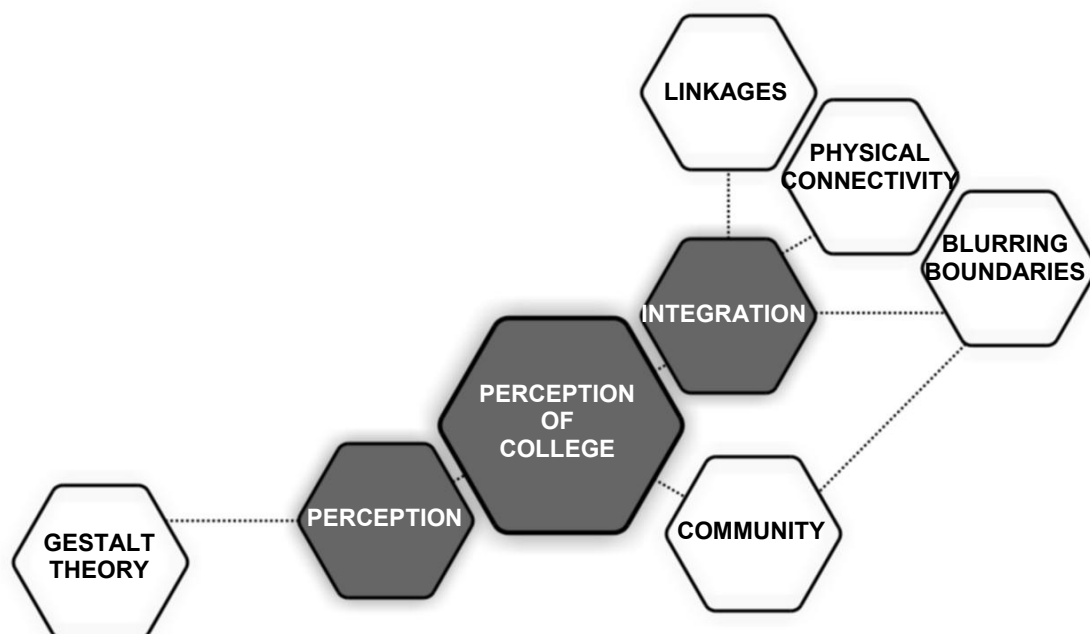 LINKAGES
PHYSICAL
CONNECTIVITY
BLURRING
BOUNDARIES
INTEGRATION
PERCEPTION
OF
COLLEGE
PERCEPTION
COMMUNITY
GESTALT
THEORY